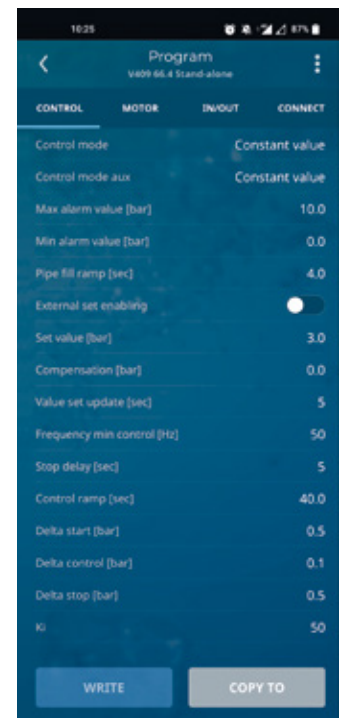 10:25 87%
Program
V409 66.4 Stand-alone
CONTROL MOTOR IN/OUT CONNECT
Control mode Constant value
Control mode aux Constant value
Max alarm value [bar] 10.0
Min alarm value [bar] 0.0
Pipe fill ramp [sec] 4.0
External set enabling
Set value [bar] 3.0
Compensation [bar] 0.0
Value set update [sec] 5
Frequency min control [Hz] 50
Stop delay [sec] 5
Control ramp [sec] 40.0
Delta start [bar] 0.5
Delta control [bar] 0.1
Delta stop [bar] 0.5
Ki 50
WRITE COPY TO